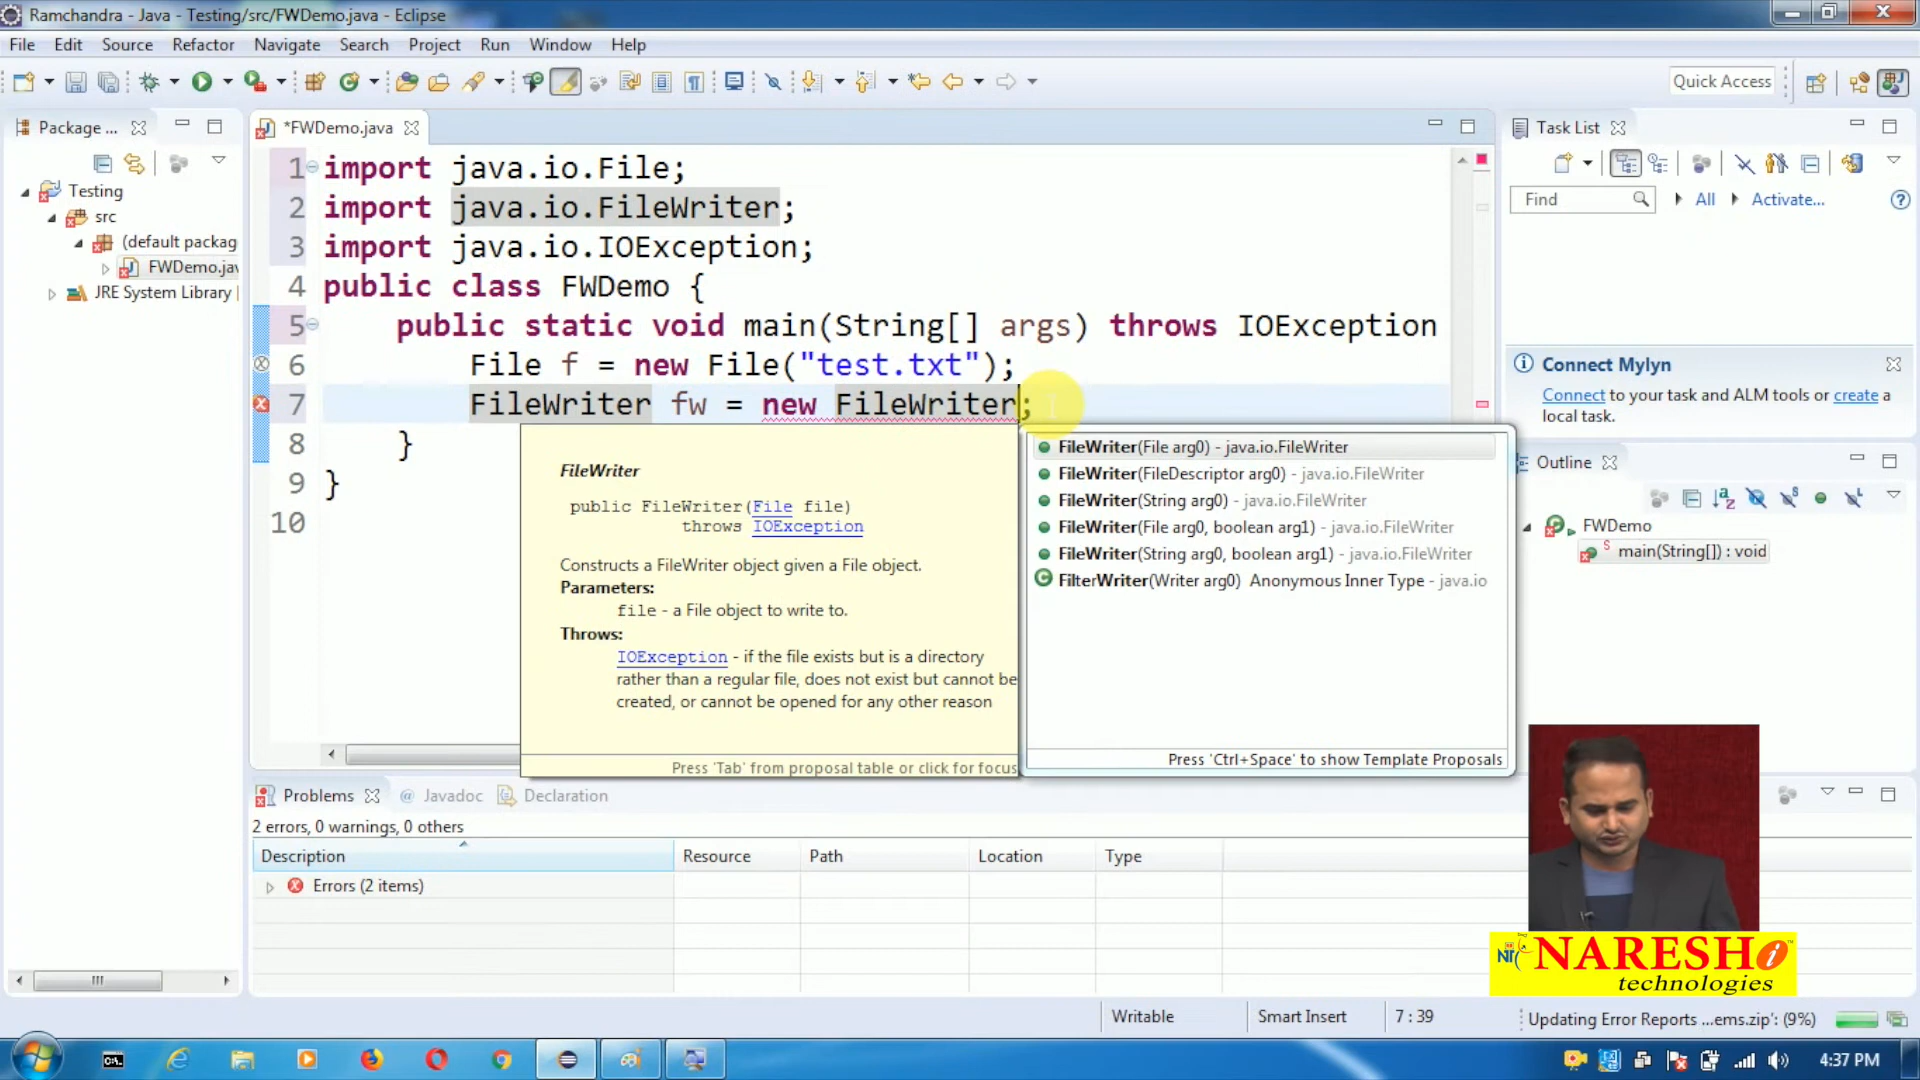 Ramchandra - Java - Testing/src/FWDemo.java - Eclipse
File Edit Source Refactor Navigate Search Project Run Window Help
Quick Access
Package ...
Testing
src
(default packag
FWDemo.jav
JRE System Library
*FWDemo.java
1 import java.io.File;
2 import java.io.FileWriter;
3 import java.io.IOException;
4 public class FWDemo {
5 public static void main(String[] args) throws IOException
6 File f = new File("test.txt");
7 FileWriter fw = new FileWriter;
8 }
9 }
10
FileWriter
public FileWriter(File file)
throws IOException
Constructs a FileWriter object given a File object.
Parameters:
file - a File object to write to.
Throws:
IOException - if the file exists but is a directory
rather than a regular file, does not exist but cannot be
created, or cannot be opened for any other reason
Press 'Tab' from proposal table or click for focus
FileWriter(File arg0) - java.io.FileWriter
FileWriter(FileDescriptor arg0) - java.io.FileWriter
FileWriter(String arg0) - java.io.FileWriter
FileWriter(File arg0, boolean arg1) - java.io.FileWriter
FileWriter(String arg0, boolean arg1) - java.io.FileWriter
FilterWriter(Writer arg0) Anonymous Inner Type - java.io
Press 'Ctrl+Space' to show Template Proposals
Task List
Find All Activate...
Connect Mylyn
Connect to your task and ALM tools or create a
local task.
Outline
FWDemo
main(String[]) : void
Problems @ Javadoc Declaration
2 errors, 0 warnings, 0 others
Description Resource Path Location Type
Errors (2 items)
NARESH i
technologies
Writable Smart Insert 7 : 39 Updating Error Reports ...ems.zip': (9%)
4:37 PM